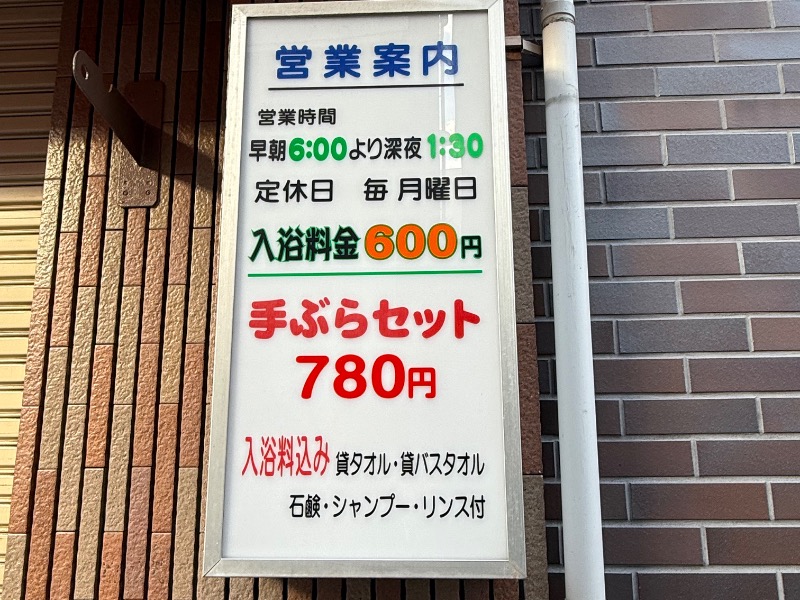 営業案内
営業時間
早朝6:00より深夜1:30
定休日 毎月曜日
入浴料金600円
手ぶらセット
780円
入浴料込み 貸タオル・貸バスタオル
石鹸・シャンプー・リンス付